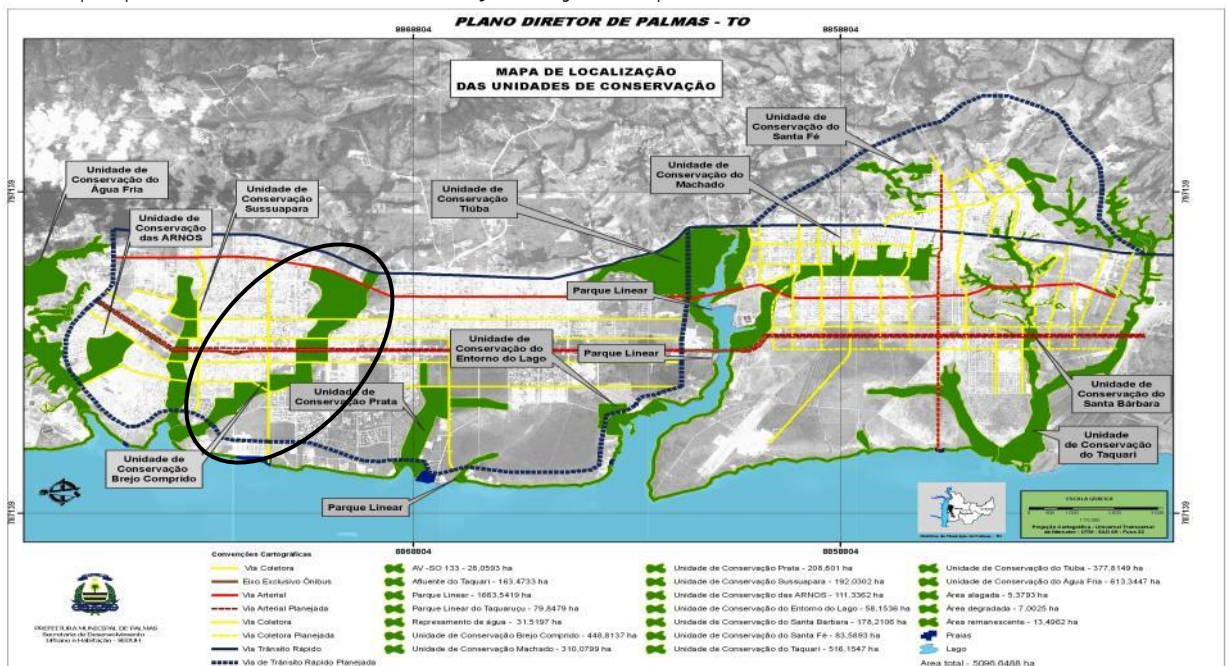 PLANO DIRETOR DE PALMAS - TO
8868804
8858804
MAPA DE LOCALIZAÇÃO
DAS UNIDADES DE CONSERVAÇÃO
Unidade de
Conservação do
Santa Fé
Unidade de
Conservação do
Machado
Unidade de
Conservação do
Água Fria
Unidade de
Conservação
Sussuapara
Unidade de
Conservação
Tiúba
Unidade de
Conservação
das ARNOS
787139
787139
Parque Linear
Parque Linear
Unidade de
Conservação do
Entorno do Lago
Unidade de
Conservação Prata
Unidade de
Conservação do
Santa Bárbara
Unidade
de Conservação
do Taquari
Unidade de
Conservação
Brejo Comprido
Parque Linear
787139
787139
ESCALA GRÁFICA
8868804
8858804
Convenções Cartográficas
Via Coletora
Eixo Exclusivo Ônibus
Via Arterial
Via Arterial Planejada
Via Coletora
Via Coletora Planejada
Via Trânsito Rápido
Via de Trânsito Rápido Planejada
AV -SO 133 - 28,0593 ha
Afluente do Taquari - 163,4733 ha
Parque Linear - 1663,5419 ha
Parque Linear do Taquaruçu - 79,8479 ha
Represamento de água - 31,5197 ha
Unidade de Conservação Brejo Comprido - 448,8137 ha
Unidade de Conservação Machado - 310,0799 ha
Unidade de Conservação Prata - 208,601 ha
Unidade de Conservação Sussuapara - 192,0302 ha
Unidade de Conservação das ARNOS - 111,3362 ha
Unidade de Conservação do Entorno do Lago - 58,1536 ha
Unidade de Conservação do Santa Bárbara - 178,2106 ha
Unidade de Conservação do Santa Fé - 83,5893 ha
Unidade de Conservação do Taquari - 516,1547 ha
Unidade de Conservação do Tiúba - 377,8149 ha
Unidade de Conservação do Água Fria - 613,3447 ha
Área alagada - 5,3793 ha
Área degradada - 7,0025 ha
Área remanescente - 13,4962 ha
Praias
Lago
Área total - 5096,6488 ha
PREFEITURA MUNICIPAL DE PALMAS
Secretaria de Desenvolvimento
Urbano e Habitação - SEDUH